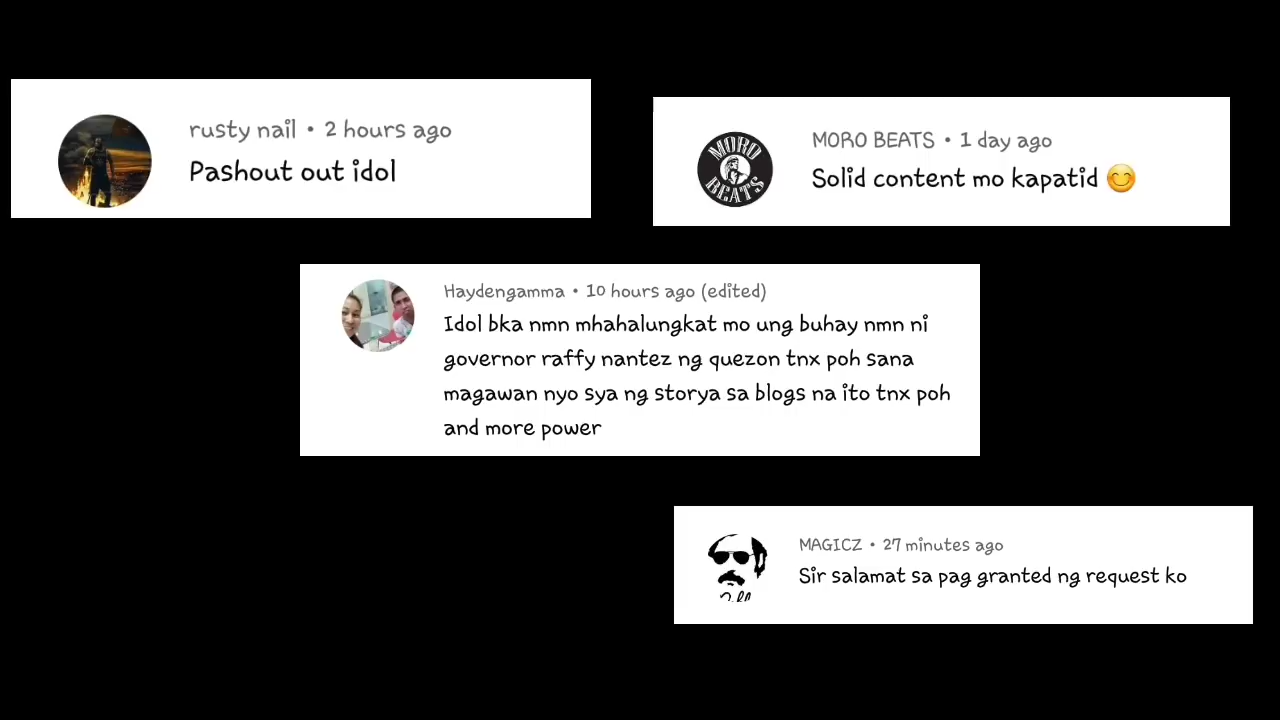 rusty nail • 2 hours ago
Pashout out idol
MORO BEATS • 1 day ago
Solid content mo kapatid 😊
MORO
BEATS
Haydengamma • 10 hours ago (edited)
Idol bka nmn mhahalungkat mo ung buhay nmn ni
governor raffy nantez ng quezon tnx poh sana
magawan nyo sya ng storya sa blogs na ito tnx poh
and more power
MAGICZ • 27 minutes ago
Sir salamat sa pag granted ng request ko